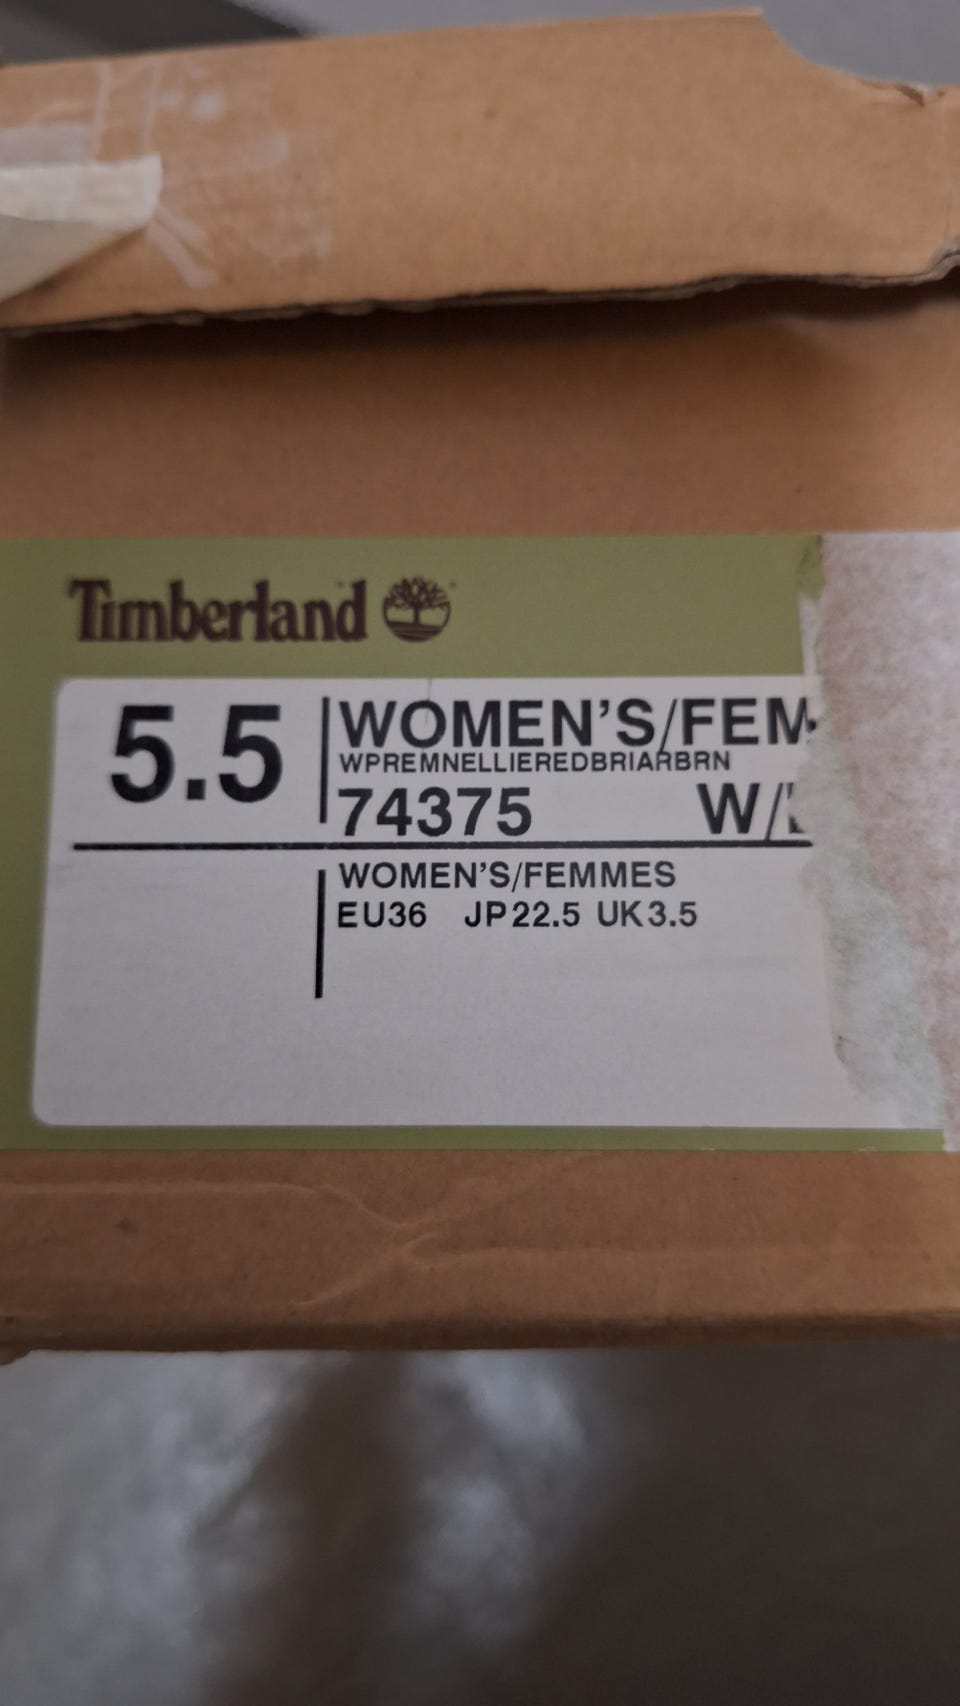 Timberland
5.5
WOMEN'S/FEM
WPREMNELLIEREDBRIARBRN
74375 W/
WOMEN'S/FEMMES
EU36 JP22.5 UK3.5